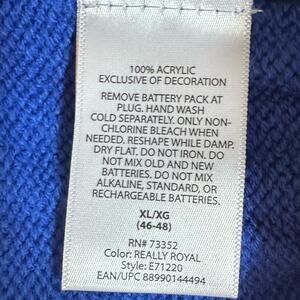 100% ACRYLIC
EXCLUSIVE OF DECORATION
REMOVE BATTERY PACK AT
PLUG. HAND WASH
COLD SEPARATELY. ONLY NON-
CHLORINE BLEACH WHEN
NEEDED. RESHAPE WHILE DAMP.
DRY FLAT. DO NOT IRON. DO
NOT MIX OLD AND NEW
BATTERIES. DO NOT MIX
ALKALINE, STANDARD, OR
RECHARGEABLE BATTERIES.
XL/XG
(46-48)
RN# 73352
Color: REALLY ROYAL
Style: E71220
EAN/UPC 88990144494